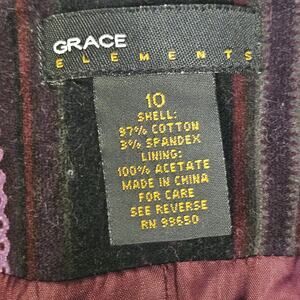 GRACE
ELEMENTS
10
SHELL:
97% COTTON
3% SPANDEX
LINING:
100% ACETATE
MADE IN CHINA
FOR CARE
SEE REVERSE
RN 99650